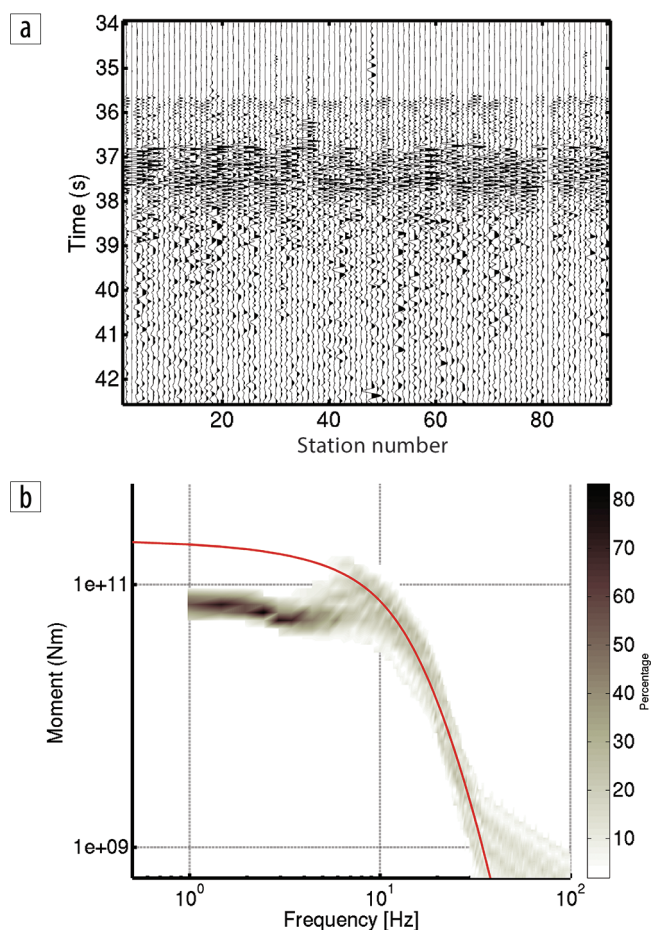 a
34
35
36
37
38
39
40
41
42
Time (s)
20 40 60 80
Station number
b
1e+11
1e+09
Moment (Nm)
10^0 10^1 10^2
Frequency [Hz]
80
70
60
50
40
30
20
10
Percentage